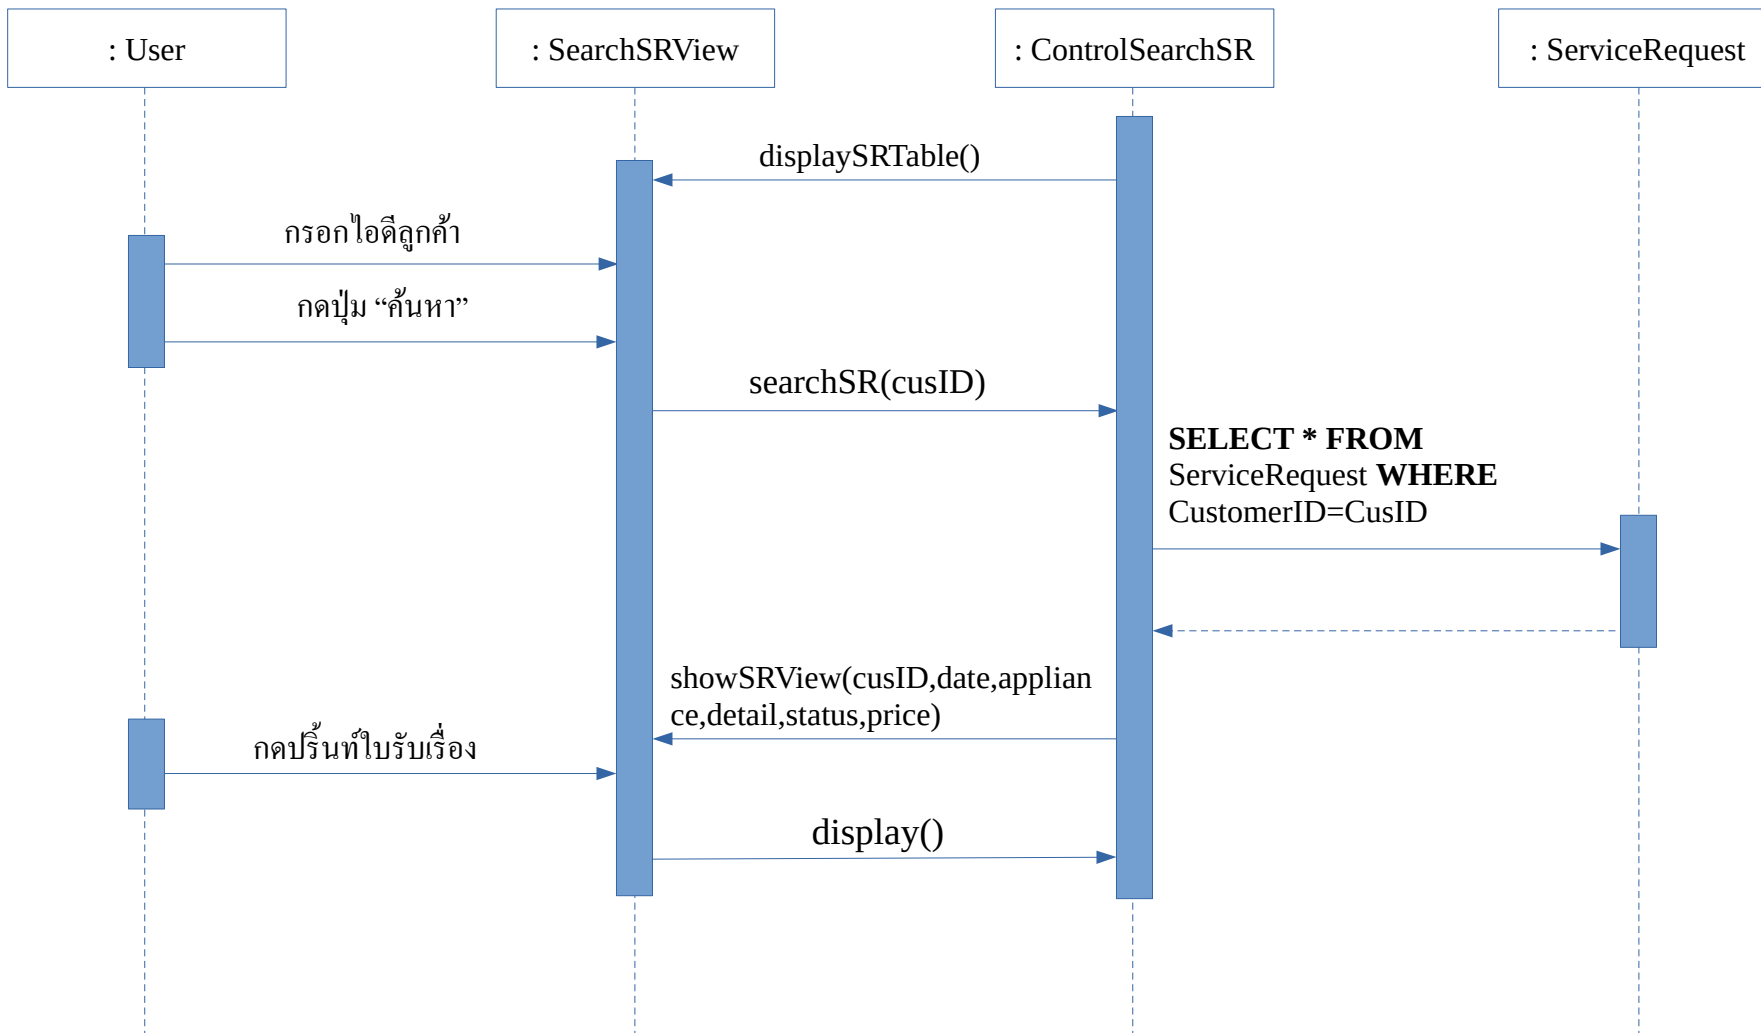 : User
: SearchSRView
: ControlSearchSR
: ServiceRequest
displaySRTable()
กรอกไอดีลูกค้า
กดปุ่ม “ค้นหา”
searchSR(cusID)
SELECT * FROM
ServiceRequest WHERE
CustomerID=CusID
showSRView(cusID,date,applian
ce,detail,status,price)
กดปริ้นท์ใบรับเรื่อง
display()